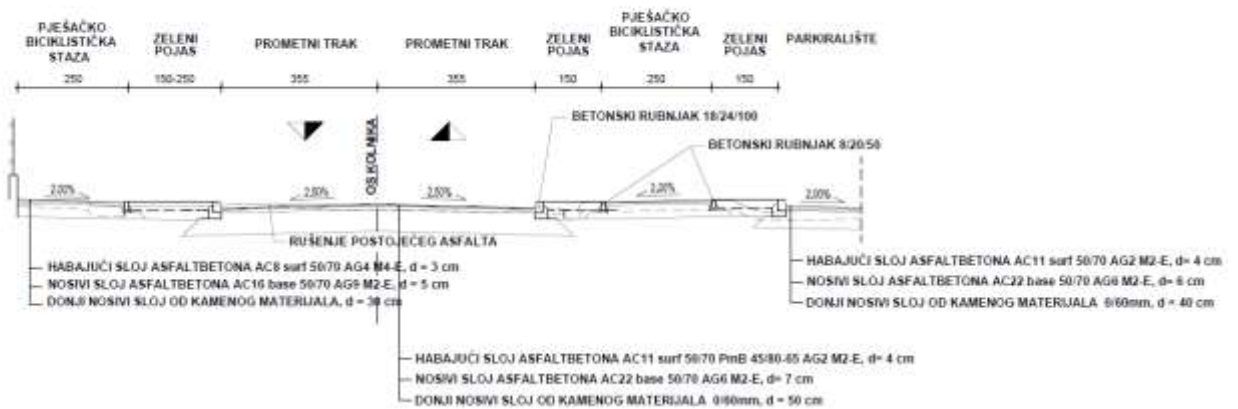 PJEŠAČKO
BICIKLISTIČKA
STAZA
ZELENI
POJAS
PROMETNI TRAK
PROMETNI TRAK
ZELENI
POJAS
PJEŠAČKO
BICIKLISTIČKA
STAZA
ZELENI
POJAS
PARKIRALIŠTE
250
150-250
355
355
150
250
150
BETONSKI RUBNJAK 18/24/100
BETONSKI RUBNJAK 8/20/50
OS KOLNIKA
2,00%
2,50%
2,50%
2,00%
2,00%
RUŠENJE POSTOJEĆEG ASFALTA
HABAJUĆI SLOJ ASFALTBETONA AC8 surf 50/70 AG4 M4-E, d = 3 cm
NOSIVI SLOJ ASFALTBETONA AC16 base 50/70 AG9 M2-E, d = 5 cm
DONJI NOSIVI SLOJ OD KAMENOG MATERIJALA, d = 30 cm
HABAJUĆI SLOJ ASFALTBETONA AC11 surf 50/70 AG2 M2-E, d= 4 cm
NOSIVI SLOJ ASFALTBETONA AC22 base 50/70 AG6 M2-E, d= 6 cm
DONJI NOSIVI SLOJ OD KAMENOG MATERIJALA 0/60mm, d = 40 cm
HABAJUĆI SLOJ ASFALTBETONA AC11 surf 50/70 PmB 45/80-65 AG2 M2-E, d= 4 cm
NOSIVI SLOJ ASFALTBETONA AC22 base 50/70 AG6 M2-E, d= 7 cm
DONJI NOSIVI SLOJ OD KAMENOG MATERIJALA 0/60mm, d = 50 cm